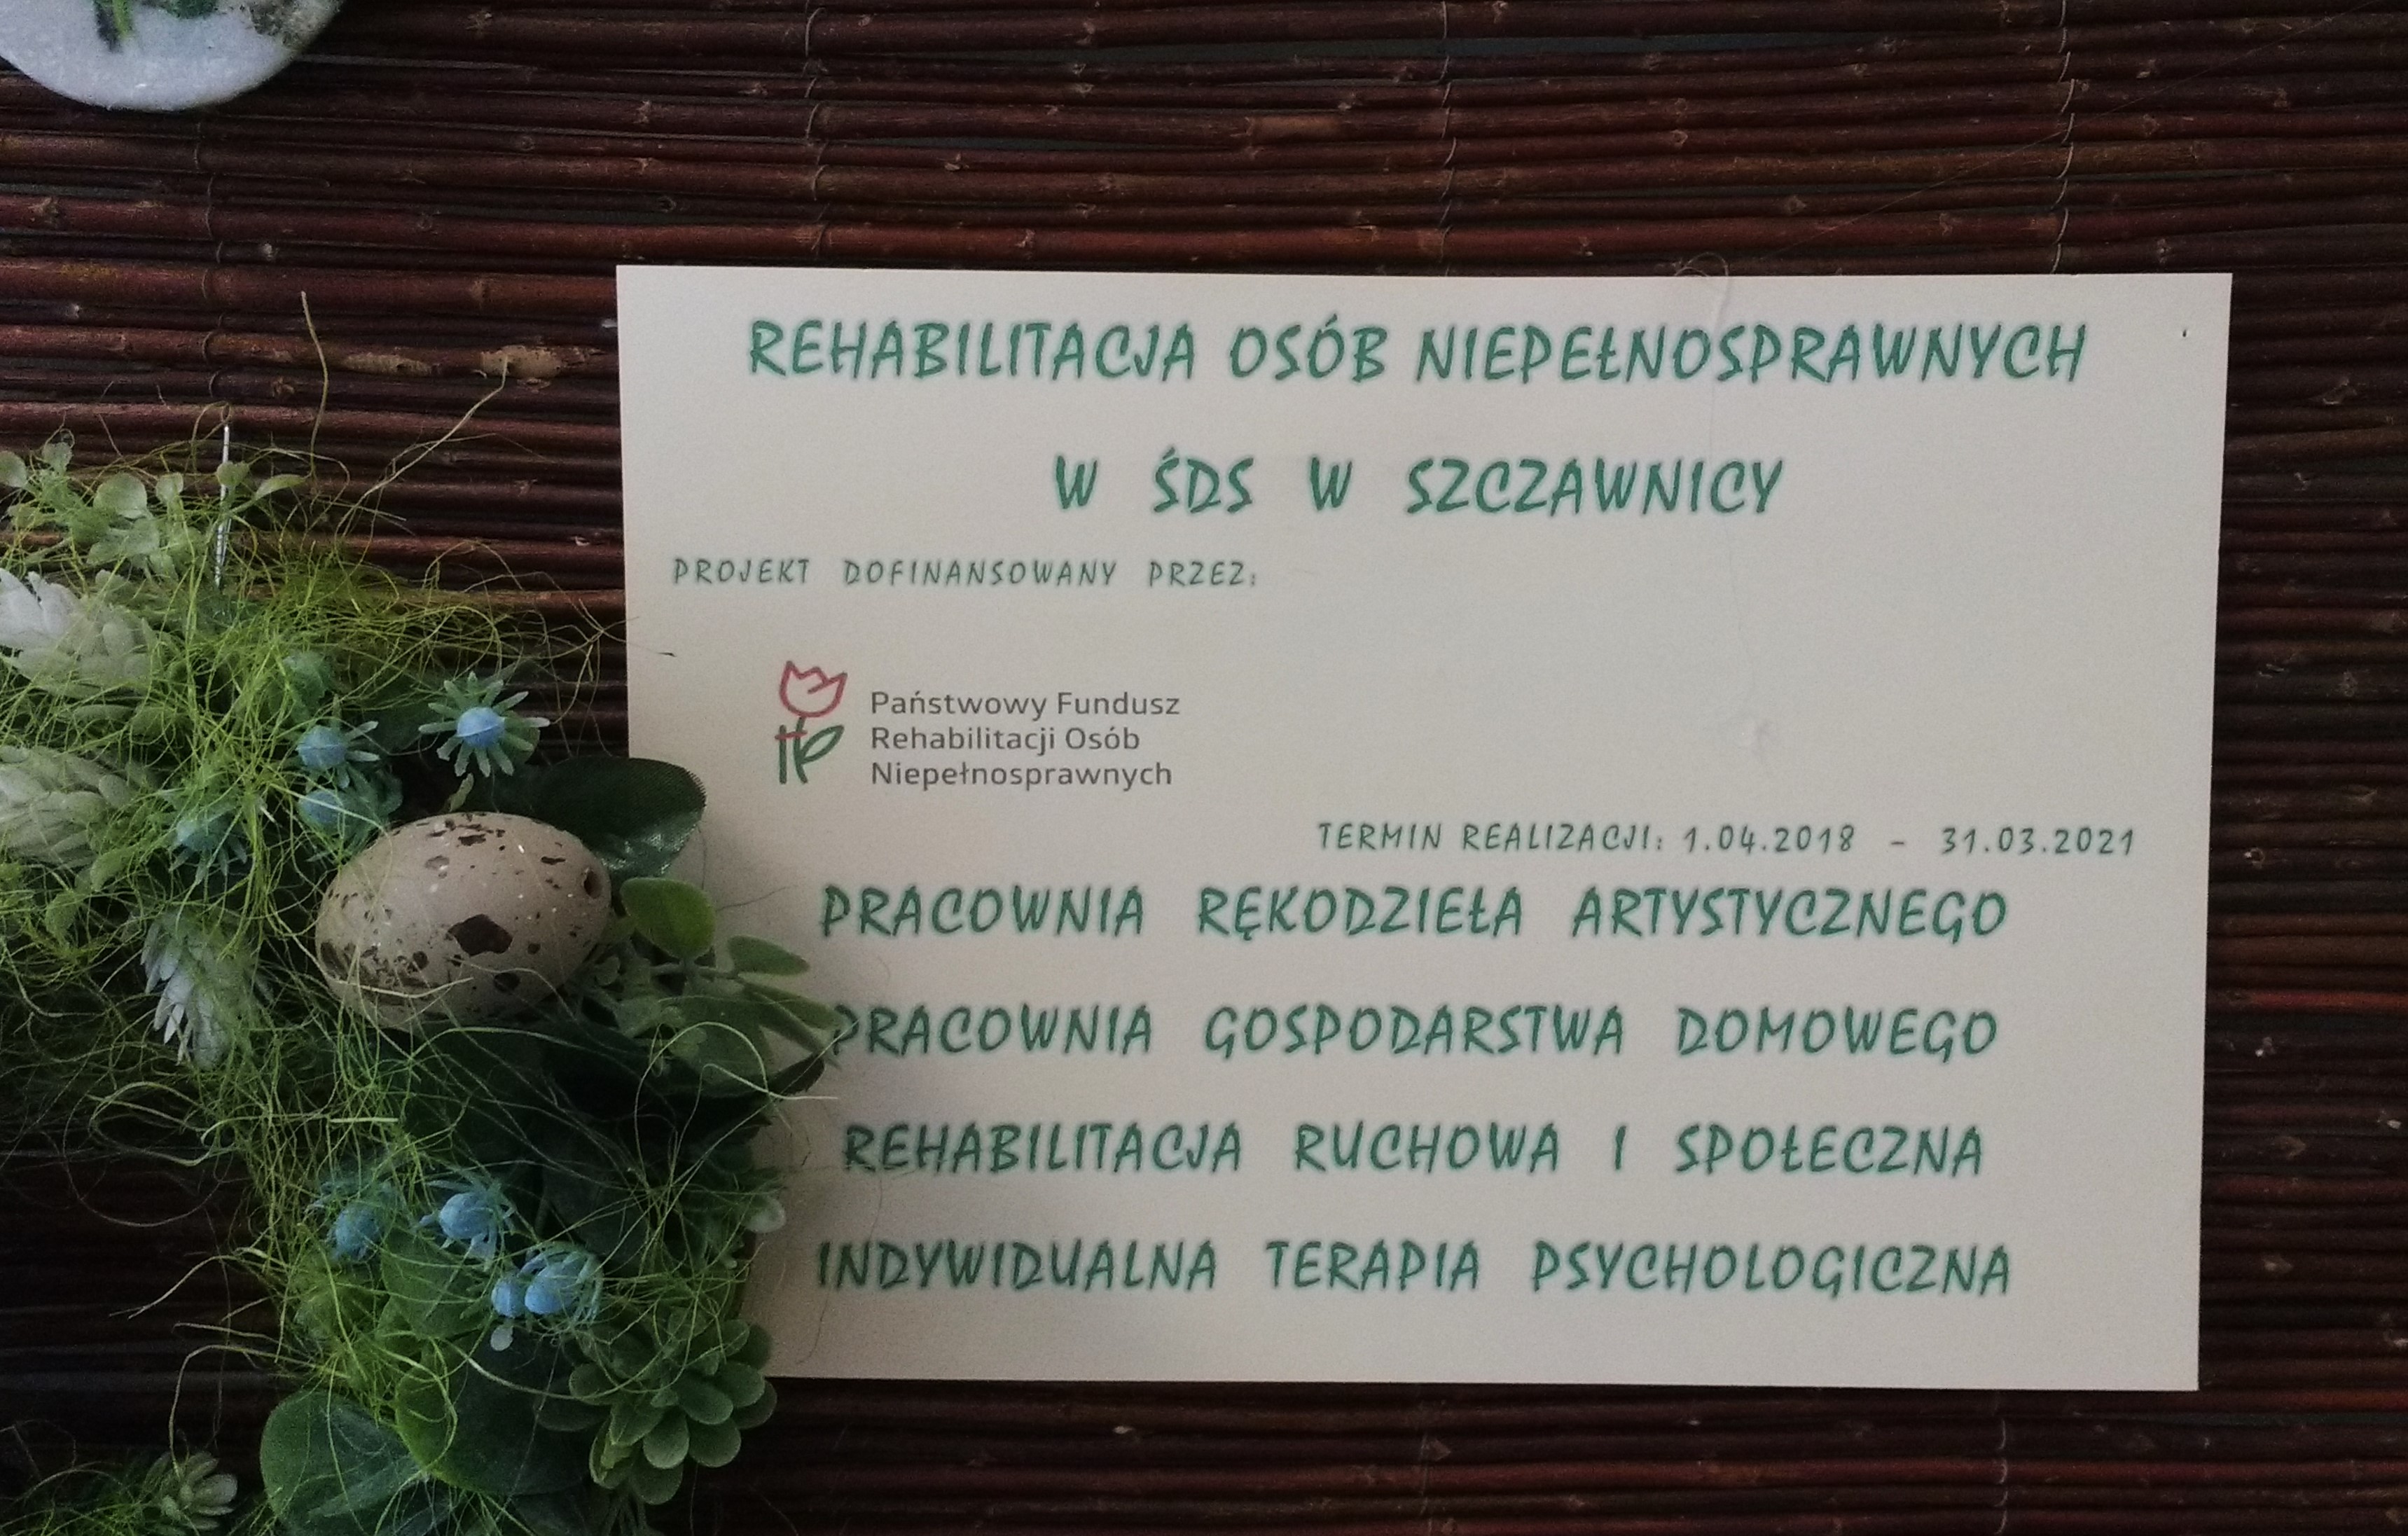 REHABILITACJA OSÓB NIEPEŁNOSPRAWNYCH
W ŚDS W SZCZAWNICY
PROJEKT DOFINANSOWANY PRZEZ:
Państwowy Fundusz
Rehabilitacji Osób
Niepełnosprawnych
TERMIN REALIZACJI: 1.04.2018 - 31.03.2021
PRACOWNIA RĘKODZIEŁA ARTYSTYCZNEGO
PRACOWNIA GOSPODARSTWA DOMOWEGO
REHABILITACJA RUCHOWA I SPOŁECZNA
INDYWIDUALNA TERAPIA PSYCHOLOGICZNA